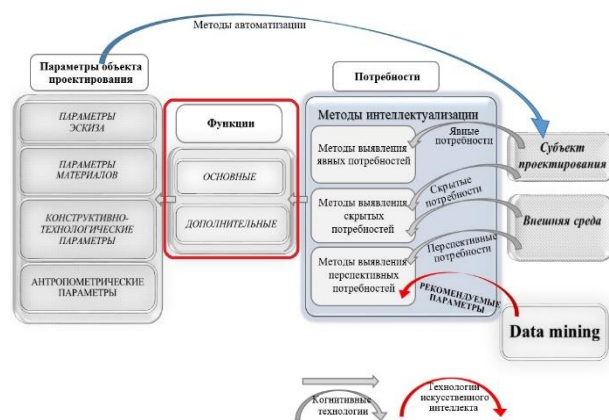 Методы автоматизации
Параметры объекта
проектирования
ПАРАМЕТРЫ
ЭСКИЗА
ПАРАМЕТРЫ
МАТЕРИАЛОВ
КОНСТРУКТИВНО-
ТЕХНОЛОГИЧЕСКИЕ
ПАРАМЕТРЫ
АНТРОПОМЕТРИЧЕСКИЕ
ПАРАМЕТРЫ
Функции
ОСНОВНЫЕ
ДОПОЛНИТЕЛЬНЫЕ
Потребности
Методы интеллектуализации
Методы выявления
явных потребностей
Методы выявления
скрытых
потребностей
Методы выявления
перспективных
потребностей
Явные
потребности
Скрытые
потребности
Перспективные
потребности
РЕКОМЕНДУЕМЫЕ
ПАРАМЕТРЫ
Субъект
проектирования
Внешняя среда
Data mining
Когнитивные
технологии
Технологии
искусственного
интеллекта